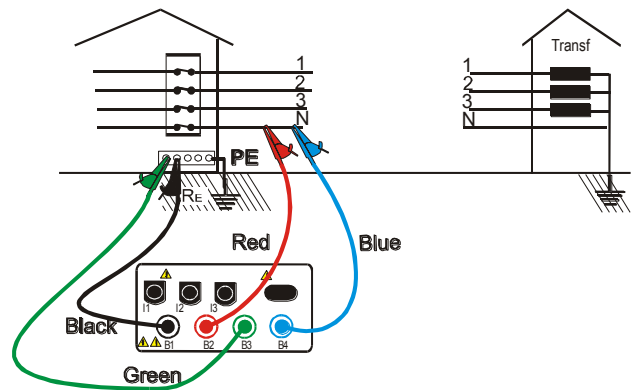 Transf
1
2
3
N
1
2
3
N
PE
RE
Red
Blue
I1
I2
I3
Black
B1
B2
B3
B4
Green